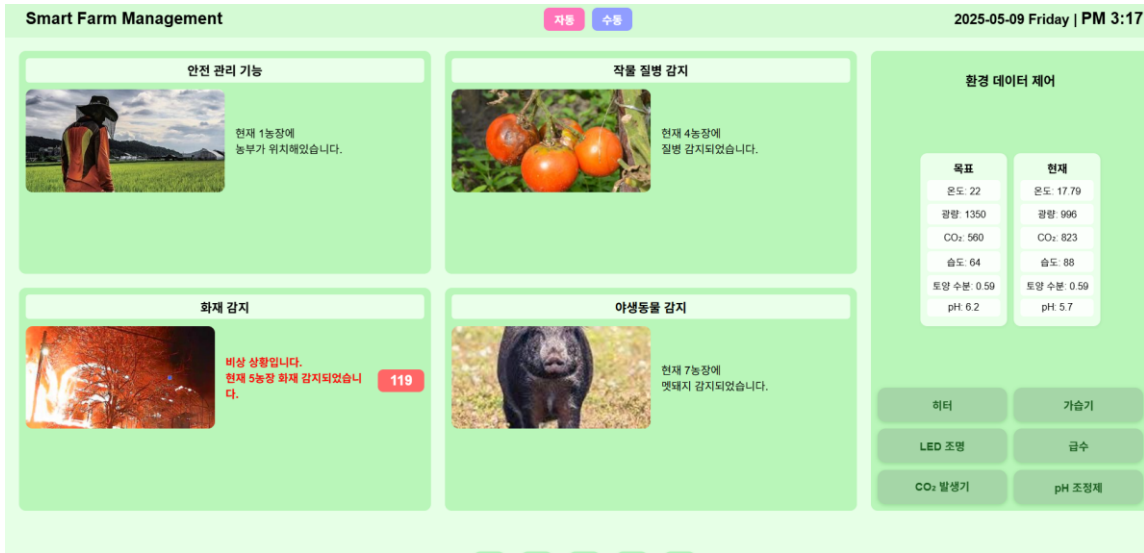 Smart Farm Management
자동
수동
2025-05-09 Friday | PM 3:17
안전 관리 기능
현재 1농장에
농부가 위치해있습니다.
작물 질병 감지
현재 4농장에
질병 감지되었습니다.
화재 감지
비상 상황입니다.
현재 5농장 화재 감지되었습니
다.
119
야생동물 감지
현재 7농장에
멧돼지 감지되었습니다.
환경 데이터 제어
목표
온도: 22
광량: 1350
CO₂: 560
습도: 64
토양 수분: 0.59
pH: 6.2
현재
온도: 17.79
광량: 996
CO₂: 823
습도: 88
토양 수분: 0.59
pH: 5.7
히터
가습기
LED 조명
급수
CO₂ 발생기
pH 조정제